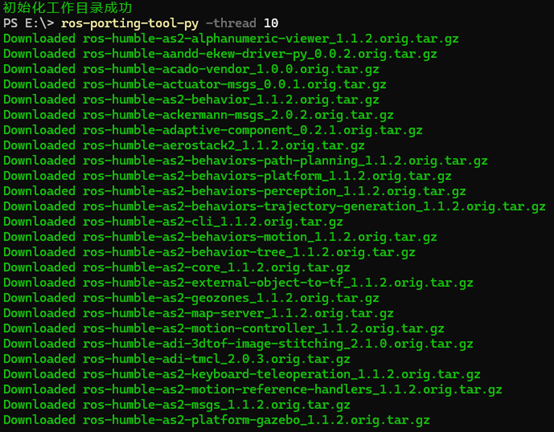 初始化工作目录成功
PS E:\> ros-porting-tool-py -thread 10
Downloaded ros-humble-as2-alphanumeric-viewer_1.1.2.orig.tar.gz
Downloaded ros-humble-aandd-ekew-driver-py_0.0.2.orig.tar.gz
Downloaded ros-humble-acado-vendor_1.0.0.orig.tar.gz
Downloaded ros-humble-actuator-msgs_0.0.1.orig.tar.gz
Downloaded ros-humble-as2-behavior_1.1.2.orig.tar.gz
Downloaded ros-humble-ackermann-msgs_2.0.2.orig.tar.gz
Downloaded ros-humble-adaptive-component_0.2.1.orig.tar.gz
Downloaded ros-humble-aerostack2_1.1.2.orig.tar.gz
Downloaded ros-humble-as2-behaviors-path-planning_1.1.2.orig.tar.gz
Downloaded ros-humble-as2-behaviors-platform_1.1.2.orig.tar.gz
Downloaded ros-humble-as2-behaviors-perception_1.1.2.orig.tar.gz
Downloaded ros-humble-as2-behaviors-trajectory-generation_1.1.2.orig.tar.gz
Downloaded ros-humble-as2-cli_1.1.2.orig.tar.gz
Downloaded ros-humble-as2-behaviors-motion_1.1.2.orig.tar.gz
Downloaded ros-humble-as2-behavior-tree_1.1.2.orig.tar.gz
Downloaded ros-humble-as2-core_1.1.2.orig.tar.gz
Downloaded ros-humble-as2-external-object-to-tf_1.1.2.orig.tar.gz
Downloaded ros-humble-as2-geozones_1.1.2.orig.tar.gz
Downloaded ros-humble-as2-map-server_1.1.2.orig.tar.gz
Downloaded ros-humble-as2-motion-controller_1.1.2.orig.tar.gz
Downloaded ros-humble-adi-3dtof-image-stitching_2.1.0.orig.tar.gz
Downloaded ros-humble-adi-tmcl_2.0.3.orig.tar.gz
Downloaded ros-humble-as2-keyboard-teleoperation_1.1.2.orig.tar.gz
Downloaded ros-humble-as2-motion-reference-handlers_1.1.2.orig.tar.gz
Downloaded ros-humble-as2-msgs_1.1.2.orig.tar.gz
Downloaded ros-humble-as2-platform-gazebo_1.1.2.orig.tar.gz